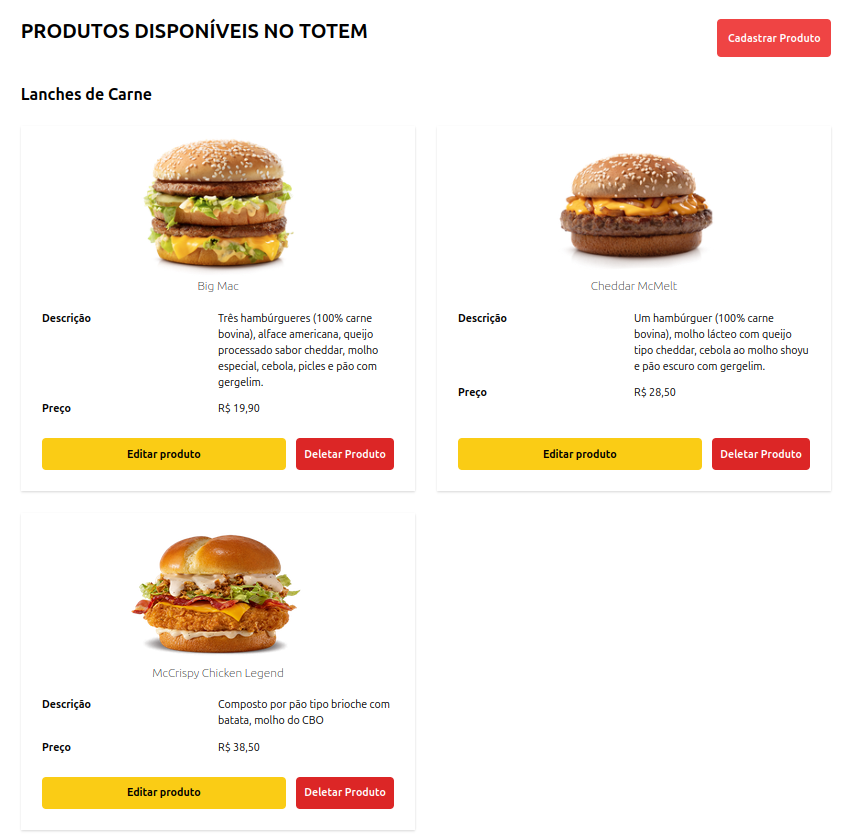 PRODUTOS DISPONÍVEIS NO TOTEM
Cadastrar Produto
Lanches de Carne
Big Mac
Descrição
Três hambúrgueres (100% carne
bovina), alface americana, queijo
processado sabor cheddar, molho
especial, cebola, picles e pão com
gergelim.
Preço
R$ 19,90
Editar produto
Deletar Produto
Cheddar McMelt
Descrição
Um hambúrguer (100% carne
bovina), molho lácteo com queijo
tipo cheddar, cebola ao molho shoyu
e pão escuro com gergelim.
Preço
R$ 28,50
Editar produto
Deletar Produto
McCrispy Chicken Legend
Descrição
Composto por pão tipo brioche com
batata, molho do CBO
Preço
R$ 38,50
Editar produto
Deletar Produto